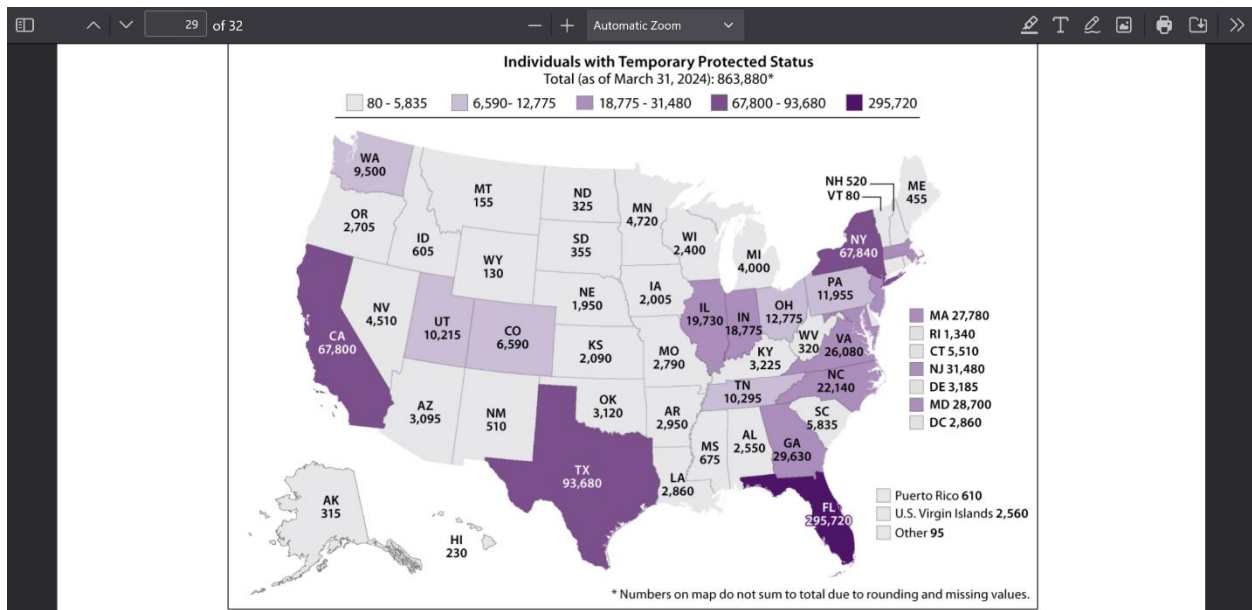 29 of 32
Automatic Zoom
Individuals with Temporary Protected Status
Total (as of March 31, 2024): 863,880*
80 - 5,835
6,590- 12,775
18,775 - 31,480
67,800 - 93,680
295,720
WA
9,500
OR
2,705
ID
605
MT
155
WY
130
ND
325
SD
355
NE
1,950
KS
2,090
MN
4,720
IA
2,005
MO
2,790
WI
2,400
MI
4,000
NH 520
VT 80
ME
455
NY
67,840
PA
11,955
CA
67,800
NV
4,510
UT
10,215
CO
6,590
IL
19,730
IN
18,775
OH
12,775
WV
320
VA
26,080
KY
3,225
NC
22,140
TN
10,295
SC
5,835
AZ
3,095
NM
510
OK
3,120
AR
2,950
MS
675
AL
2,550
GA
29,630
TX
93,680
LA
2,860
FL
295,720
AK
315
HI
230
MA 27,780
RI 1,340
CT 5,510
NJ 31,480
DE 3,185
MD 28,700
DC 2,860
Puerto Rico 610
U.S. Virgin Islands 2,560
Other 95
* Numbers on map do not sum to total due to rounding and missing values.